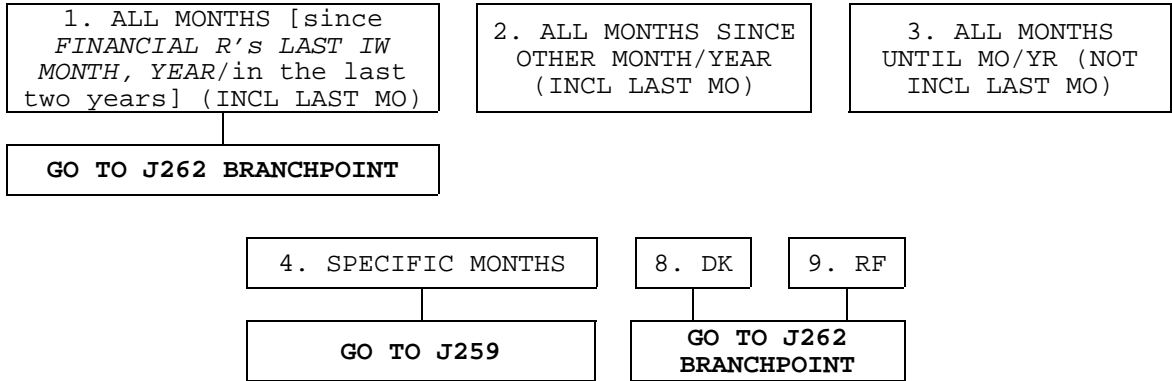 1. ALL MONTHS [since
FINANCIAL R's LAST IW
MONTH, YEAR/in the last
two years] (INCL LAST MO)
2. ALL MONTHS SINCE
OTHER MONTH/YEAR
(INCL LAST MO)
3. ALL MONTHS
UNTIL MO/YR (NOT
INCL LAST MO)
GO TO J262 BRANCHPOINT
4. SPECIFIC MONTHS
8. DK
9. RF
GO TO J259
GO TO J262
BRANCHPOINT